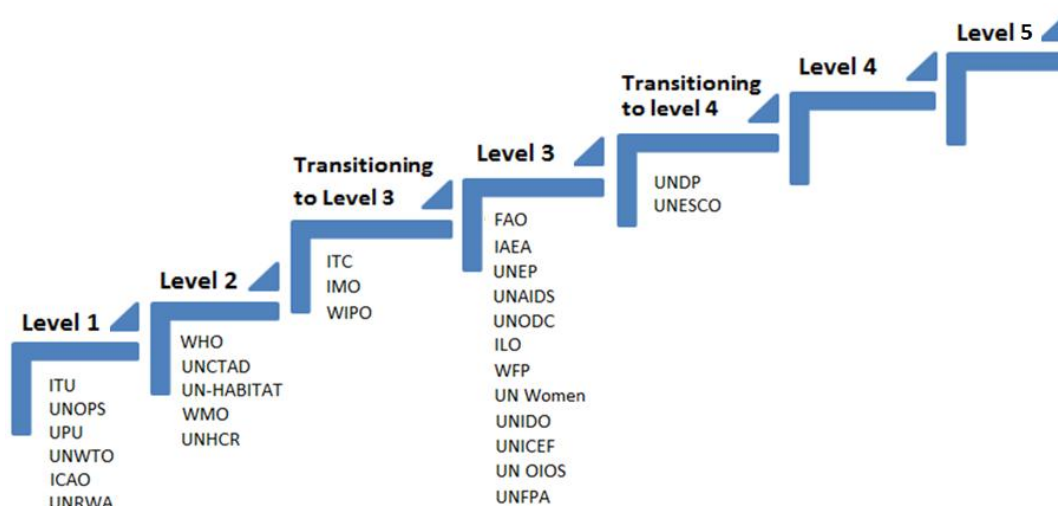 Level 1
ITU
UNOPS
UPU
UNWTO
ICAO
UNRWA
Level 2
WHO
UNCTAD
UN-HABITAT
WMO
UNHCR
Transitioning
to Level 3
ITC
IMO
WIPO
Level 3
FAO
IAEA
UNEP
UNAIDS
UNODC
ILO
WFP
UN Women
UNIDO
UNICEF
UN OIOS
UNFPA
Transitioning
to level 4
UNDP
UNESCO
Level 4
Level 5